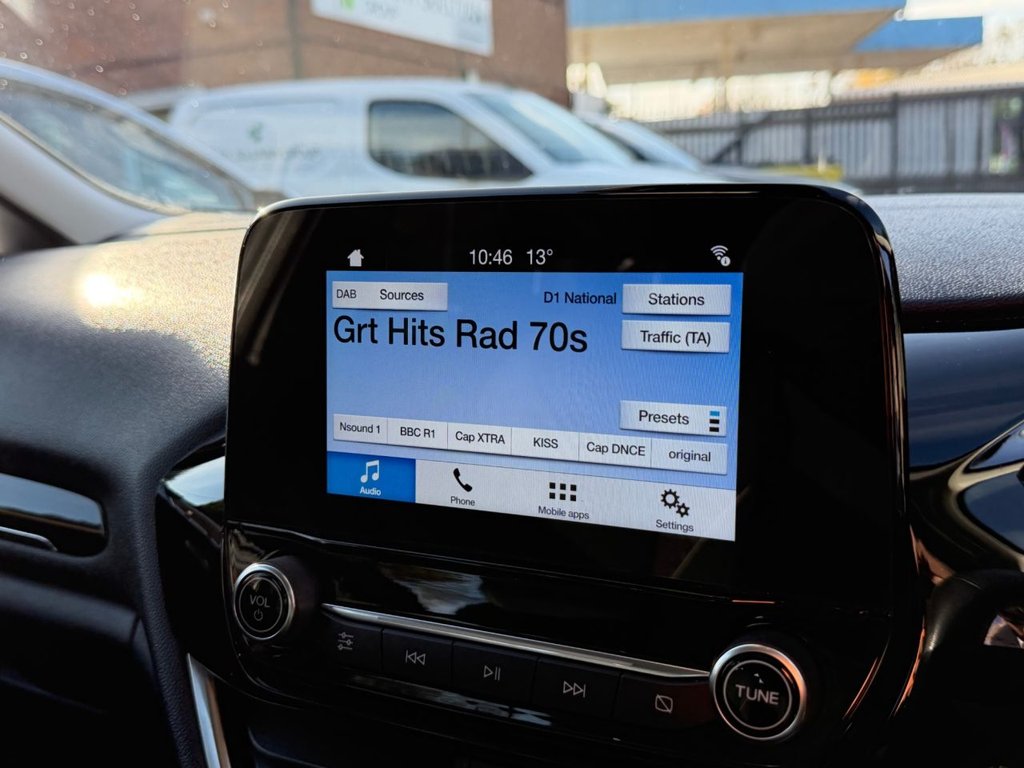 10:46 13°
DAB Sources D1 National Stations
Grt Hits Rad 70s Traffic (TA)
Presets
Nsound 1 BBC R1 Cap XTRA KISS Cap DNCE original
Audio Phone Mobile apps Settings
VOL
TUNE